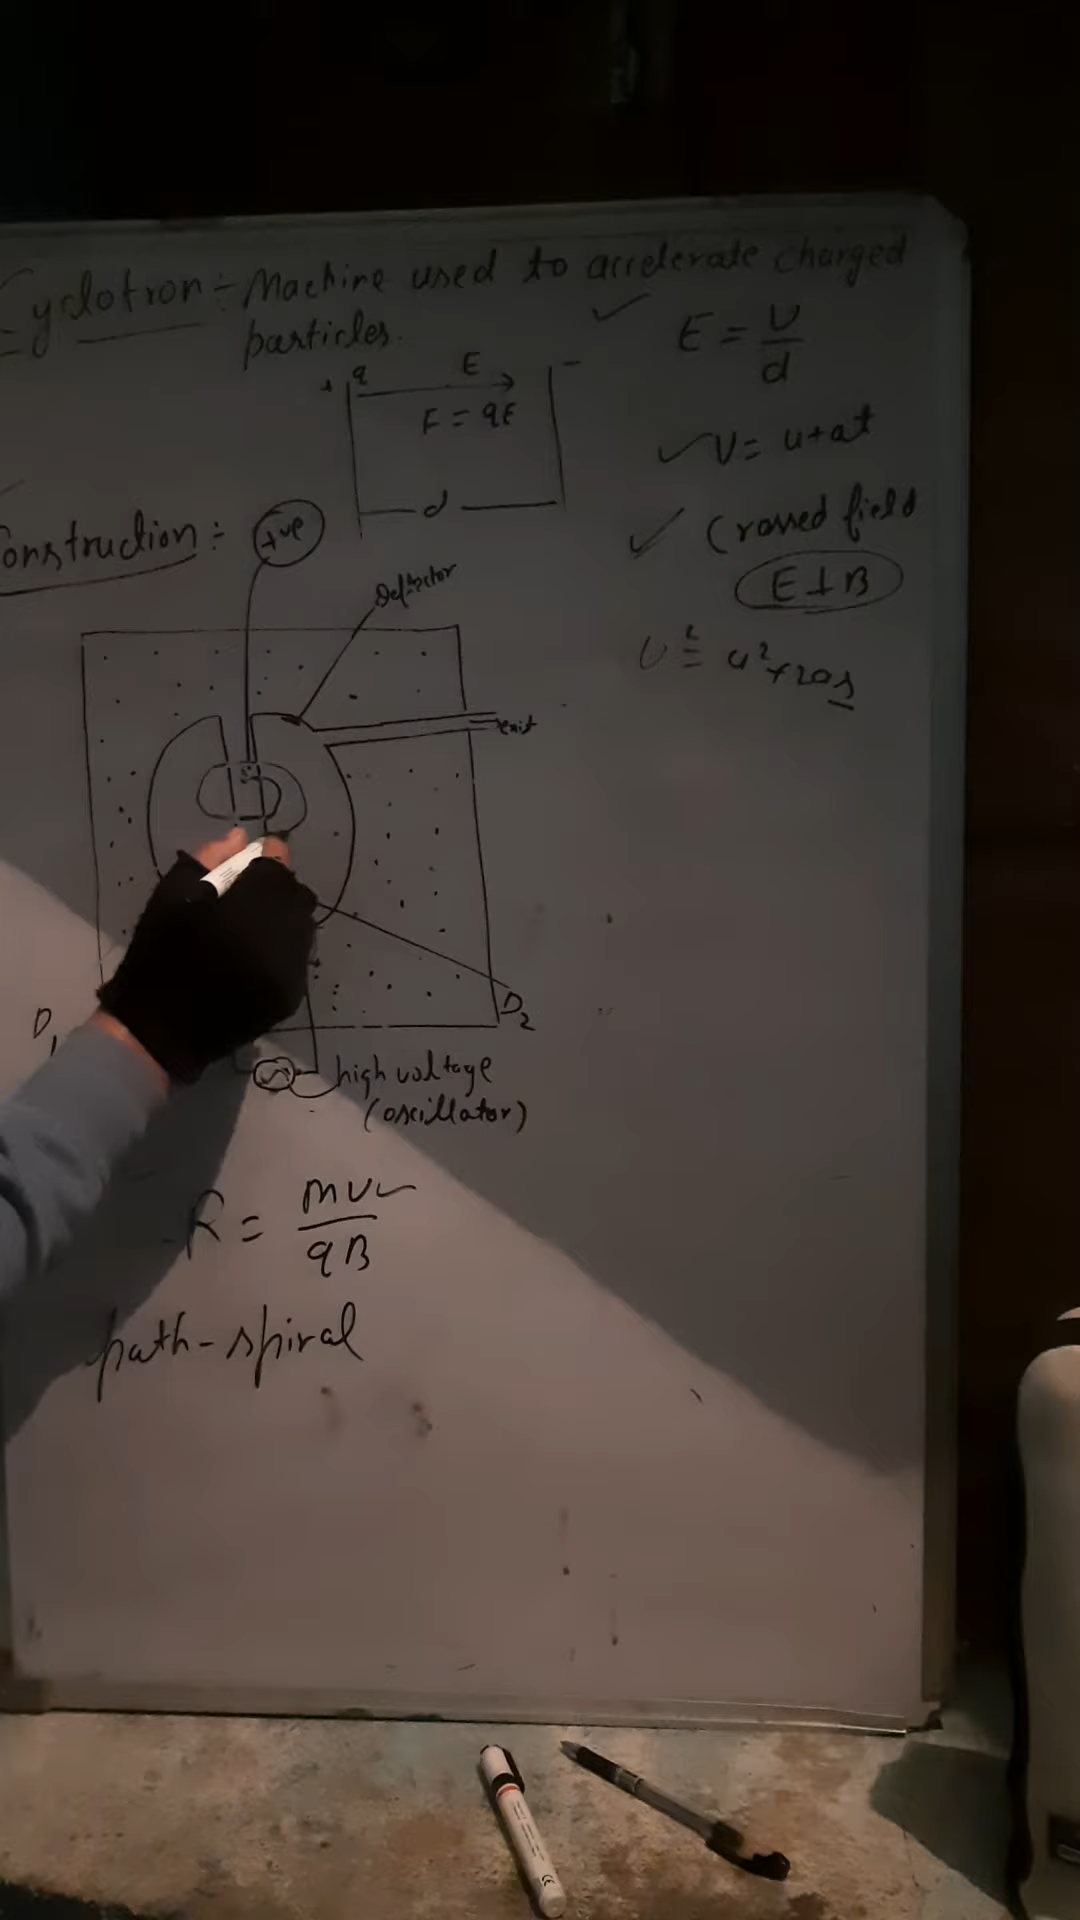 Cyclotron :- Machine used to accelerate charged
particles.
E = V/d
+ q E -
F = qE
V = u+at
d
Construction :- +ve
Crossed field
E⊥B
Deflector
v² = u²+2as
exit
D₂
D₁
high voltage
(oscillator)
R = mv/qB
path - spiral